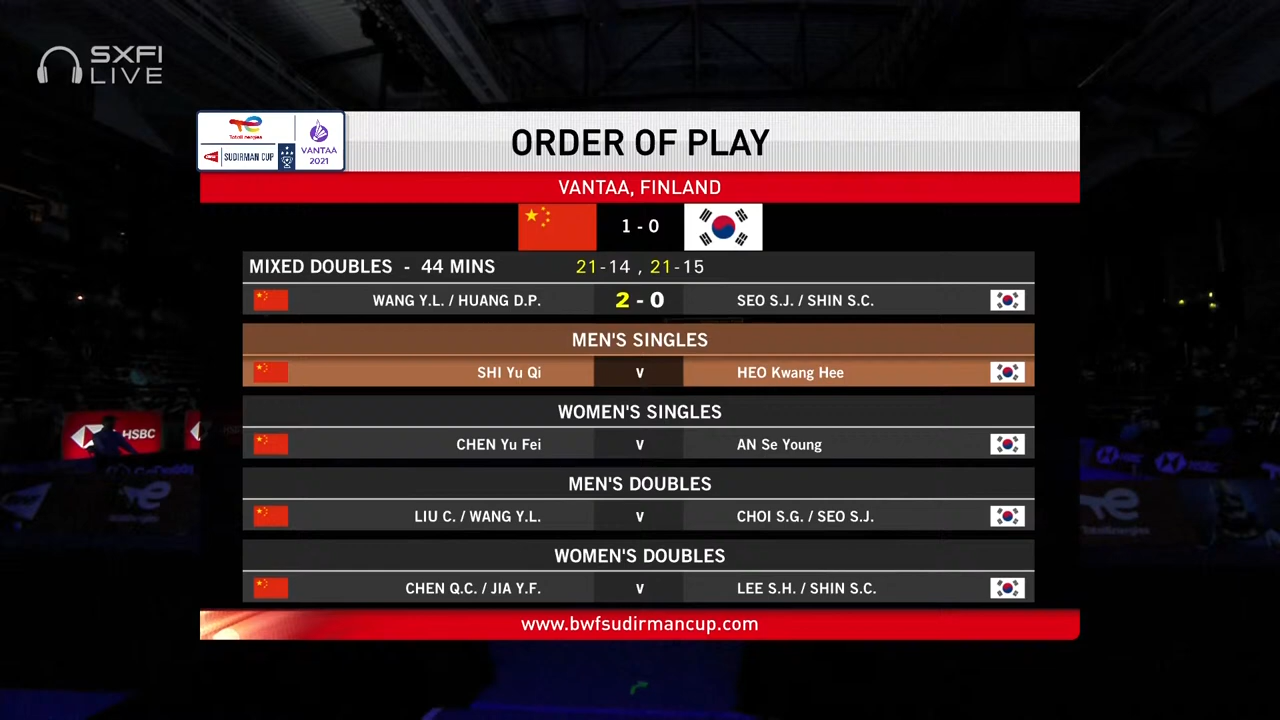 SXFI
LIVE
TotalEnergies
SUDIRMAN CUP
VANTAA
2021
ORDER OF PLAY
VANTAA, FINLAND
1 - 0
MIXED DOUBLES - 44 MINS 21-14 , 21-15
WANG Y.L. / HUANG D.P. 2 - 0 SEO S.J. / SHIN S.C.
MEN'S SINGLES
SHI Yu Qi v HEO Kwang Hee
WOMEN'S SINGLES
CHEN Yu Fei v AN Se Young
MEN'S DOUBLES
LIU C. / WANG Y.L. v CHOI S.G. / SEO S.J.
WOMEN'S DOUBLES
CHEN Q.C. / JIA Y.F. v LEE S.H. / SHIN S.C.
www.bwfsudirmancup.com
HSBC
HSBC